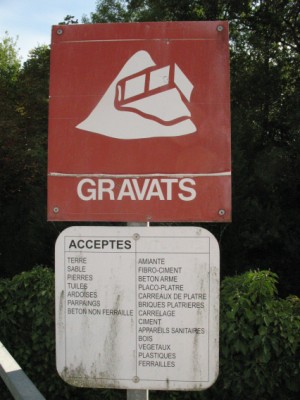 GRAVATS
ACCEPTES
TERRE
SABLE
PIERRES
TUILES
ARDOISES
PARPAINGS
BETON NON FERRAILLE
AMIANTE
FIBRO-CIMENT
BETON ARME
PLACO-PLATRE
CARREAUX DE PLATRE
BRIQUES PLATRIERES
CARRELAGE
CIMENT
APPAREILS SANITAIRES
BOIS
VEGETAUX
PLASTIQUES
FERRAILLES